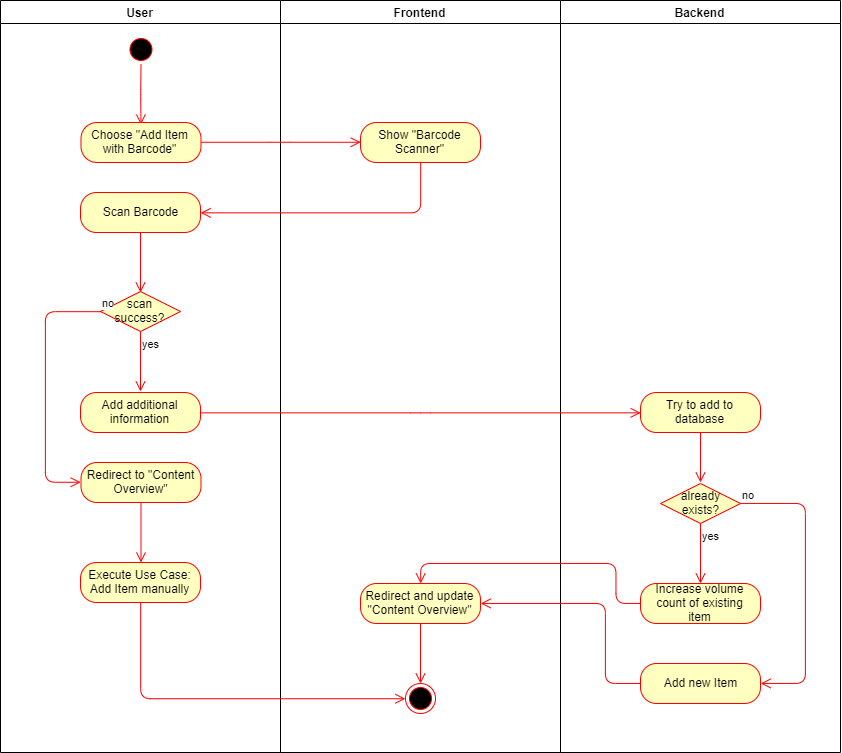 User
Frontend
Backend
Choose "Add Item
with Barcode"
Show "Barcode
Scanner"
Scan Barcode
no
scan
success?
yes
Add additional
information
Try to add to
database
Redirect to "Content
Overview"
already
exists?
no
yes
Execute Use Case:
Add Item manually
Redirect and update
"Content Overview"
Increase volume
count of existing
item
Add new Item